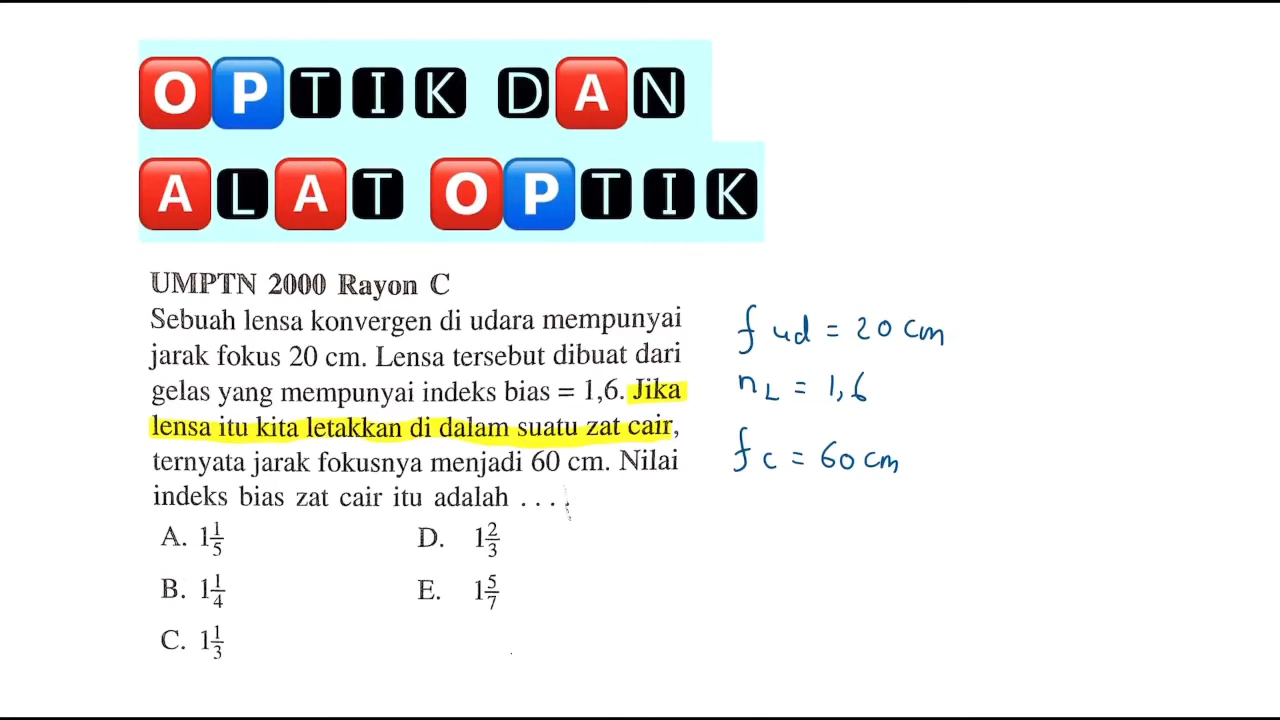 OPTIK DAN
ALAT OPTIK
UMPTN 2000 Rayon C
Sebuah lensa konvergen di udara mempunyai
jarak fokus 20 cm. Lensa tersebut dibuat dari
gelas yang mempunyai indeks bias = 1,6. Jika
lensa itu kita letakkan di dalam suatu zat cair,
ternyata jarak fokusnya menjadi 60 cm. Nilai
indeks bias zat cair itu adalah . . . .
A. 1 1/5
B. 1 1/4
C. 1 1/3
D. 1 2/3
E. 1 5/7
f ud = 20 cm
nL = 1,6
f c = 60 cm